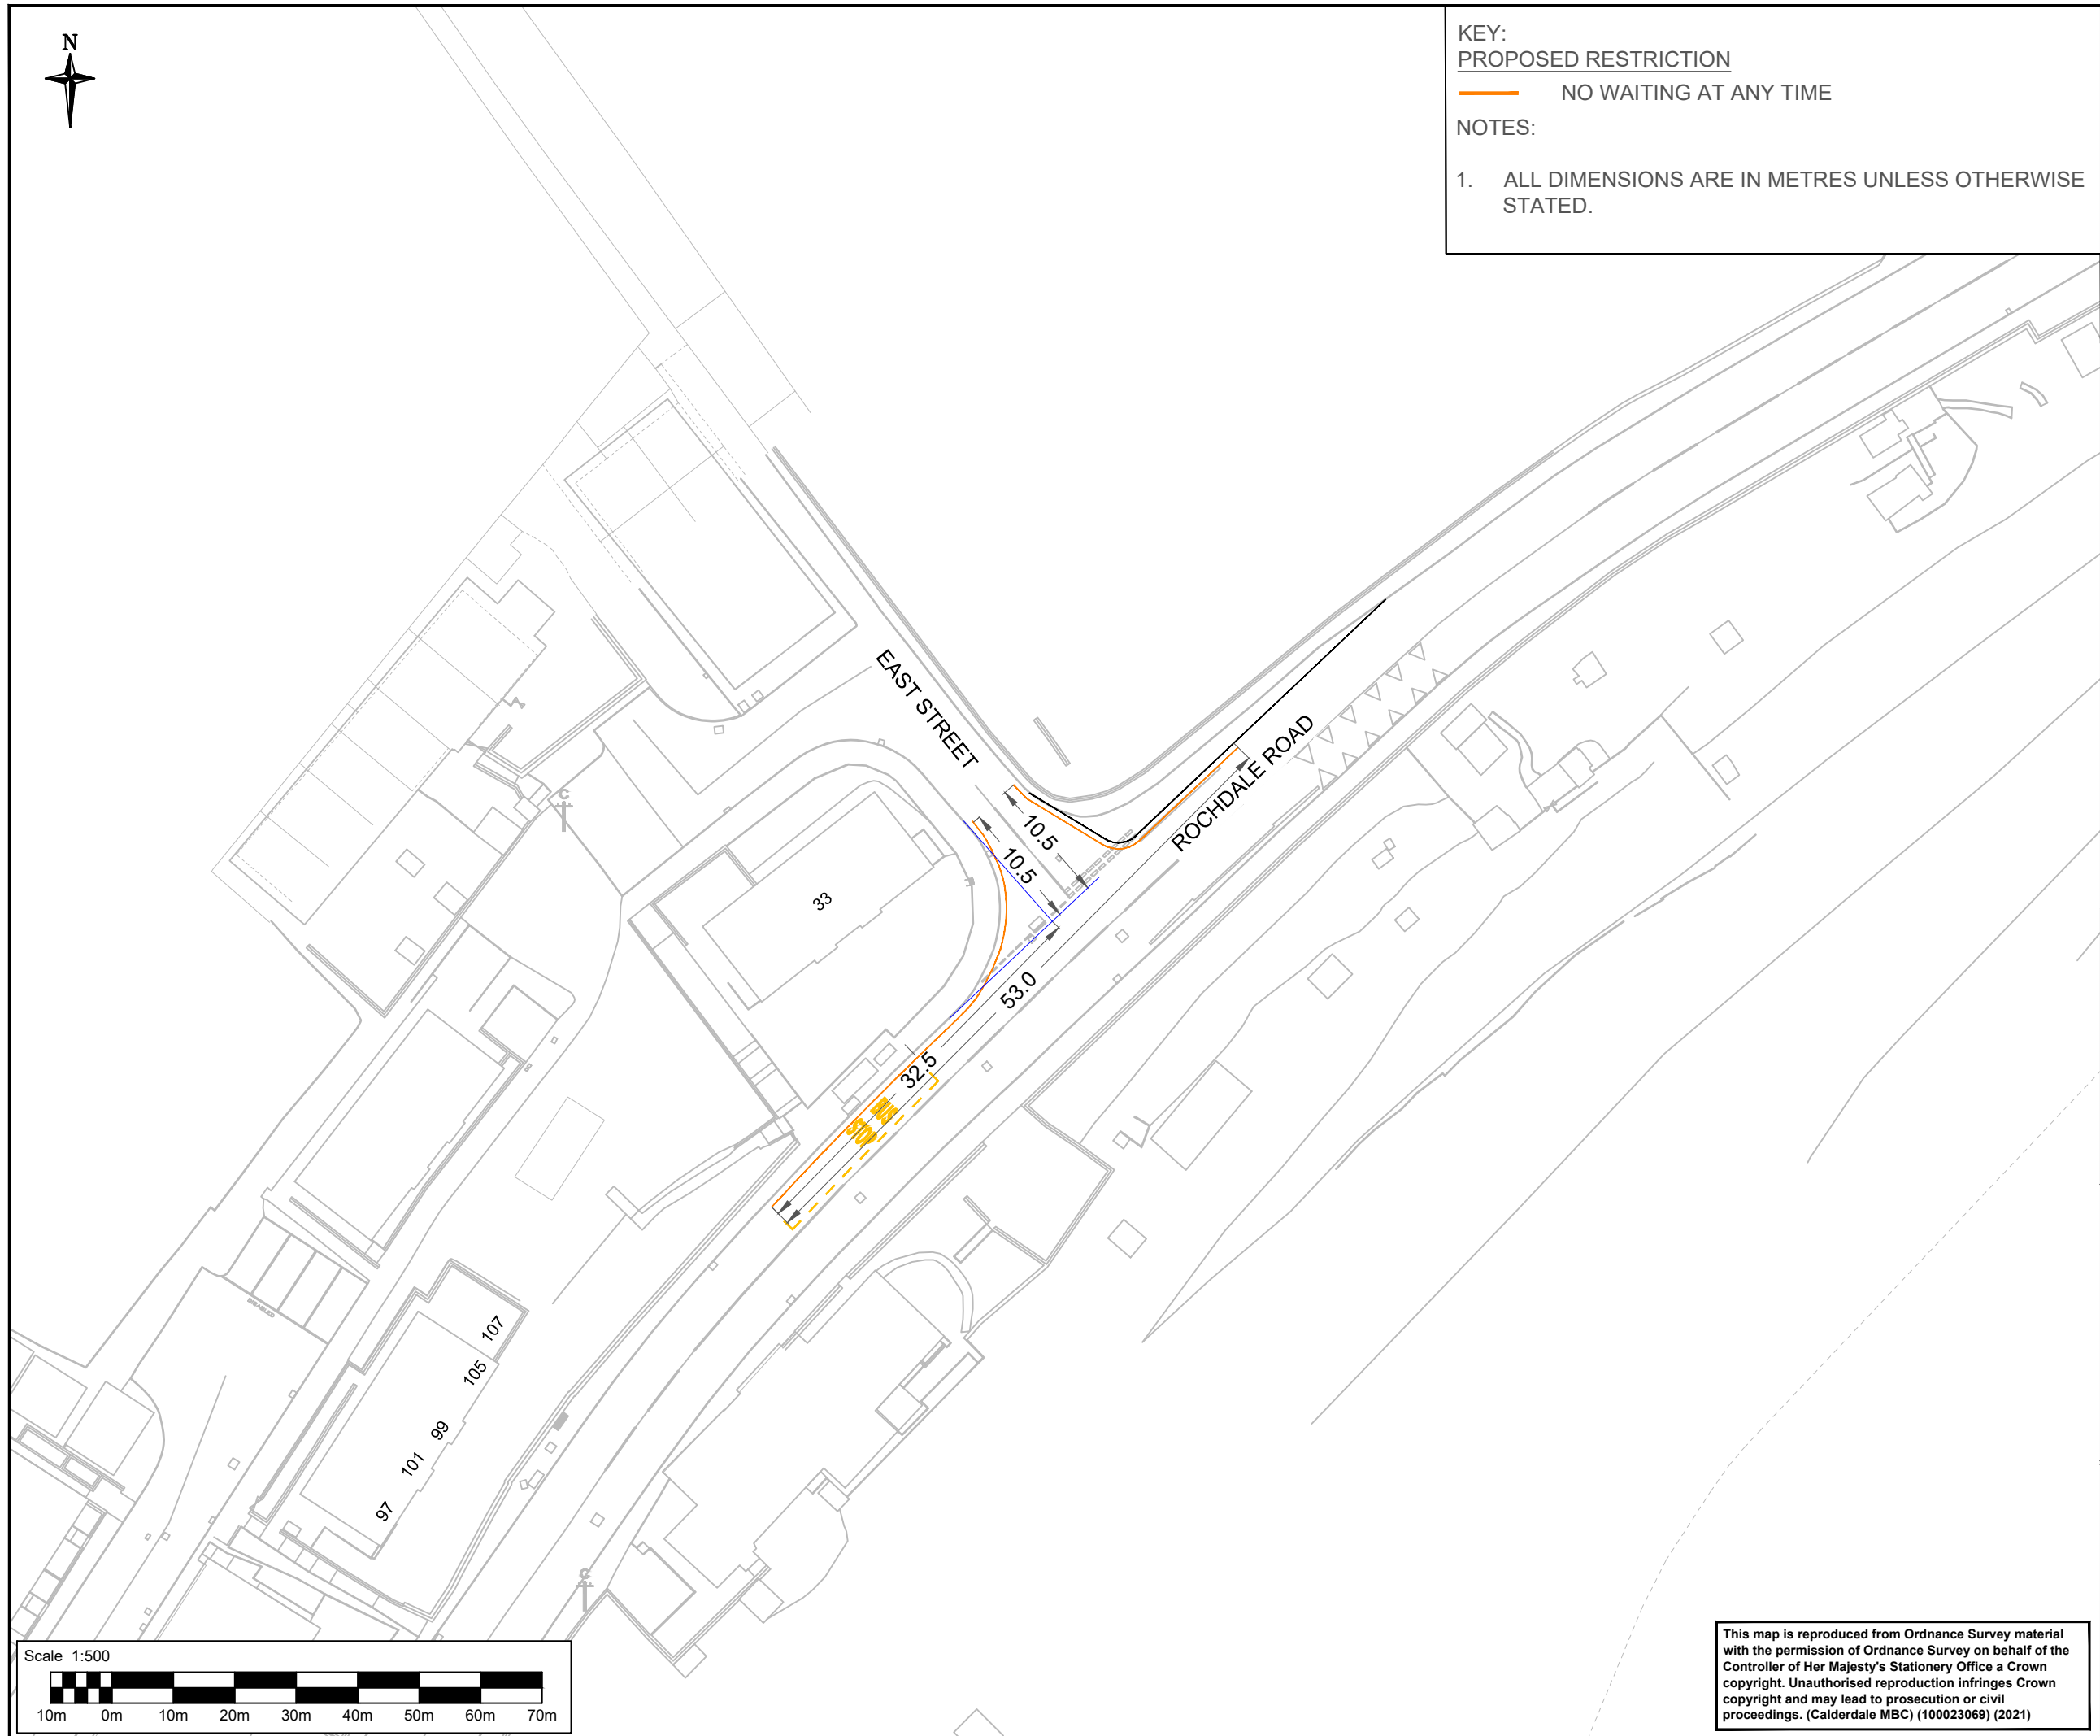 N
KEY:
PROPOSED RESTRICTION
NO WAITING AT ANY TIME
NOTES:
1. ALL DIMENSIONS ARE IN METRES UNLESS OTHERWISE
STATED.
EAST STREET
ROCHDALE ROAD
10.5
10.5
33
53.0
32.5
C
DISABLED
107
105
99
101
97
C
Scale 1:500
10m 0m 10m 20m 30m 40m 50m 60m 70m
This map is reproduced from Ordnance Survey material
with the permission of Ordnance Survey on behalf of the
Controller of Her Majesty's Stationery Office a Crown
copyright. Unauthorised reproduction infringes Crown
copyright and may lead to prosecution or civil
proceedings. (Calderdale MBC) (100023069) (2021)